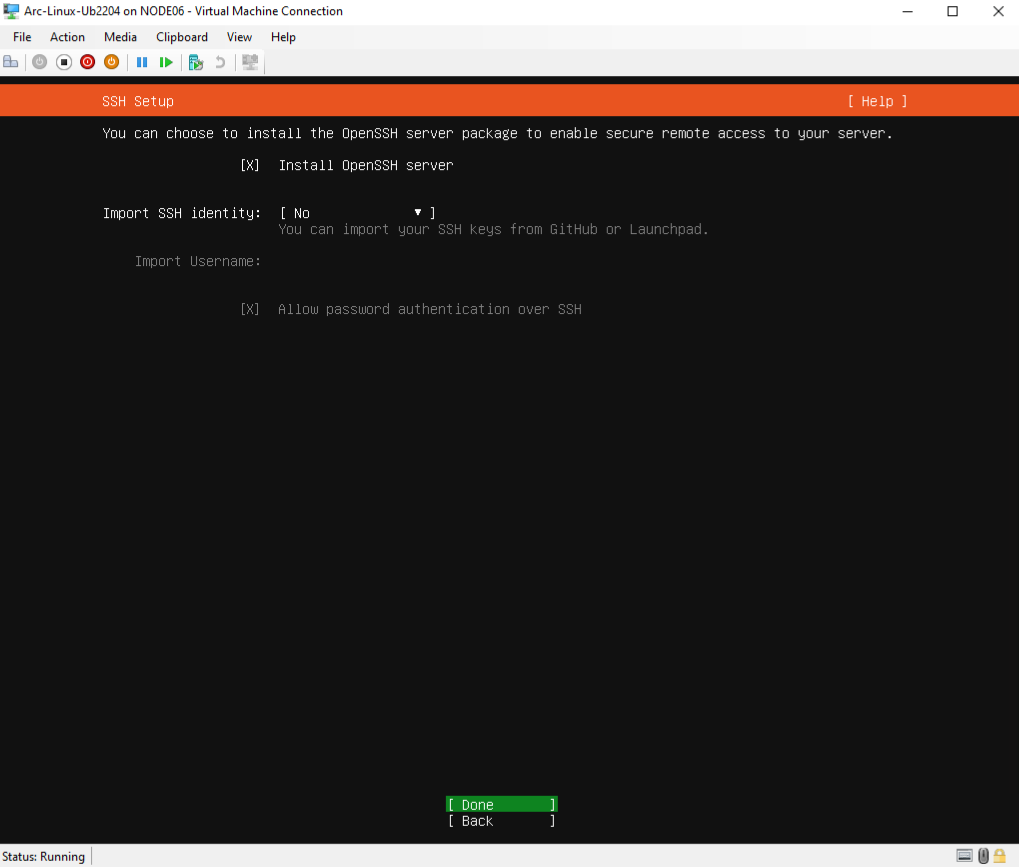 Arc-Linux-Ub2204 on NODE06 - Virtual Machine Connection
File Action Media Clipboard View Help
SSH Setup [ Help ]
You can choose to install the OpenSSH server package to enable secure remote access to your server.
[X] Install OpenSSH server
Import SSH identity: [ No ▼ ]
You can import your SSH keys from GitHub or Launchpad.
Import Username:
[X] Allow password authentication over SSH
[ Done ]
[ Back ]
Status: Running